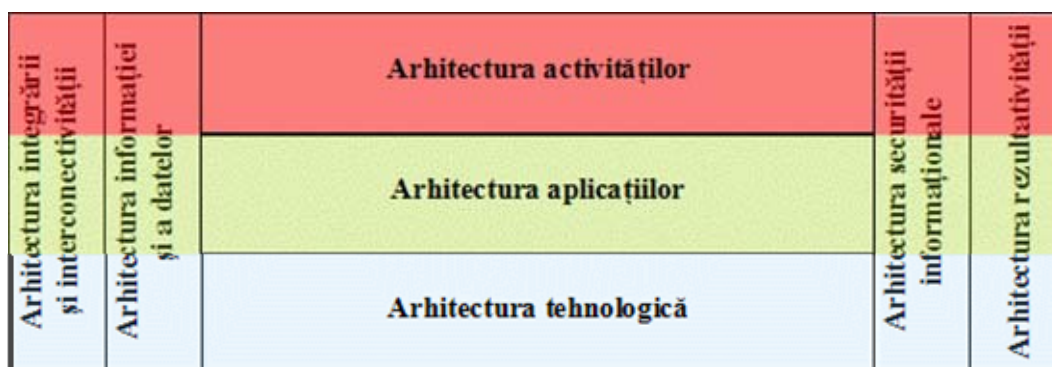 Arhitectura integrării
și interconectivității
Arhitectura informației
și a datelor
Arhitectura activităților
Arhitectura aplicațiilor
Arhitectura tehnologică
Arhitectura securității
informaționale
Arhitectura rezultativității